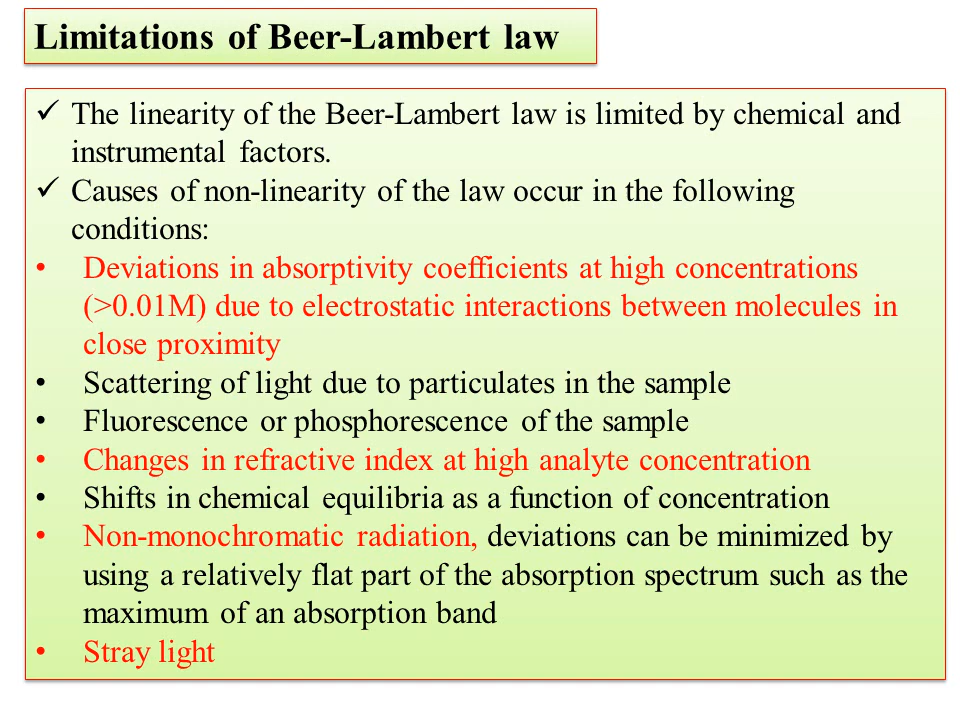 Limitations of Beer-Lambert law
✓ The linearity of the Beer-Lambert law is limited by chemical and
instrumental factors.
✓ Causes of non-linearity of the law occur in the following
conditions:
• Deviations in absorptivity coefficients at high concentrations
(>0.01M) due to electrostatic interactions between molecules in
close proximity
• Scattering of light due to particulates in the sample
• Fluorescence or phosphorescence of the sample
• Changes in refractive index at high analyte concentration
• Shifts in chemical equilibria as a function of concentration
• Non-monochromatic radiation, deviations can be minimized by
using a relatively flat part of the absorption spectrum such as the
maximum of an absorption band
• Stray light